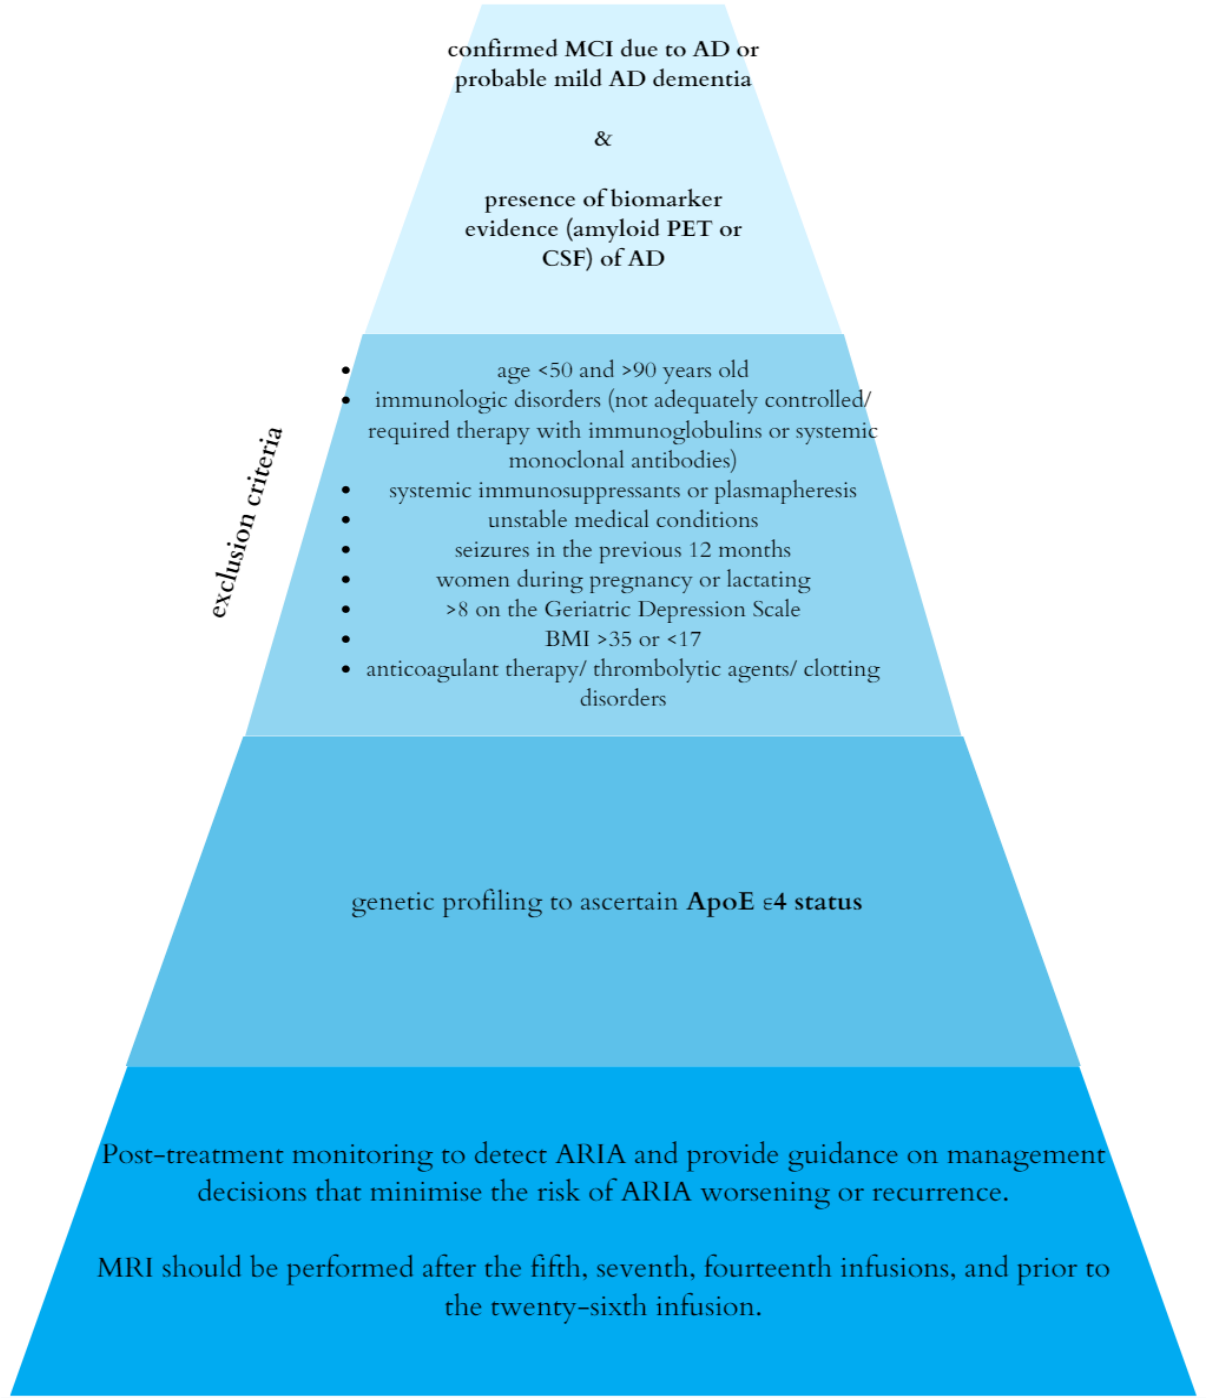 confirmed MCI due to AD or
probable mild AD dementia
&
presence of biomarker
evidence (amyloid PET or
CSF) of AD
exclusion criteria
• age <50 and >90 years old
• immunologic disorders (not adequately controlled/
required therapy with immunoglobulins or systemic
monoclonal antibodies)
• systemic immunosuppressants or plasmapheresis
• unstable medical conditions
• seizures in the previous 12 months
• women during pregnancy or lactating
• >8 on the Geriatric Depression Scale
• BMI >35 or <17
• anticoagulant therapy/ thrombolytic agents/ clotting
disorders
genetic profiling to ascertain ApoE ε4 status
Post-treatment monitoring to detect ARIA and provide guidance on management
decisions that minimise the risk of ARIA worsening or recurrence.
MRI should be performed after the fifth, seventh, fourteenth infusions, and prior to
the twenty-sixth infusion.